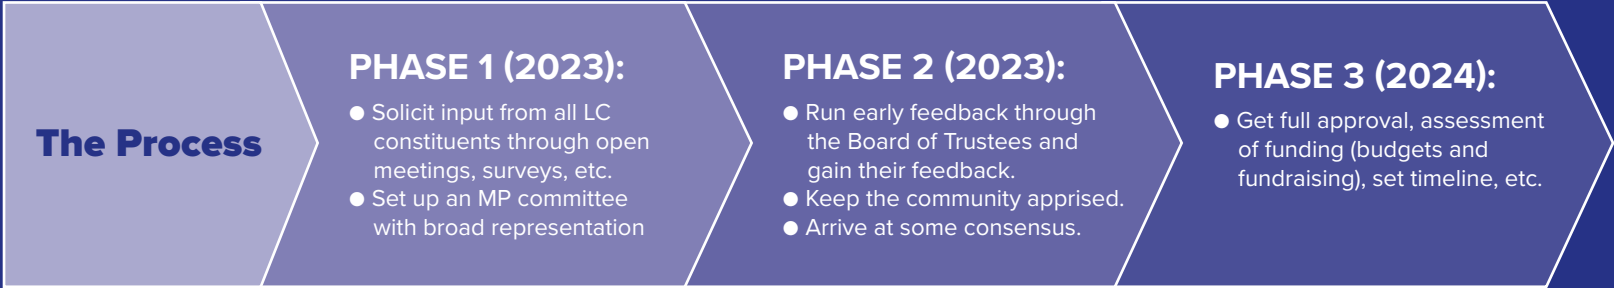 The Process
PHASE 1 (2023):
● Solicit input from all LC
constituents through open
meetings, surveys, etc.
● Set up an MP committee
with broad representation
PHASE 2 (2023):
● Run early feedback through
the Board of Trustees and
gain their feedback.
● Keep the community apprised.
● Arrive at some consensus.
PHASE 3 (2024):
● Get full approval, assessment
of funding (budgets and
fundraising), set timeline, etc.